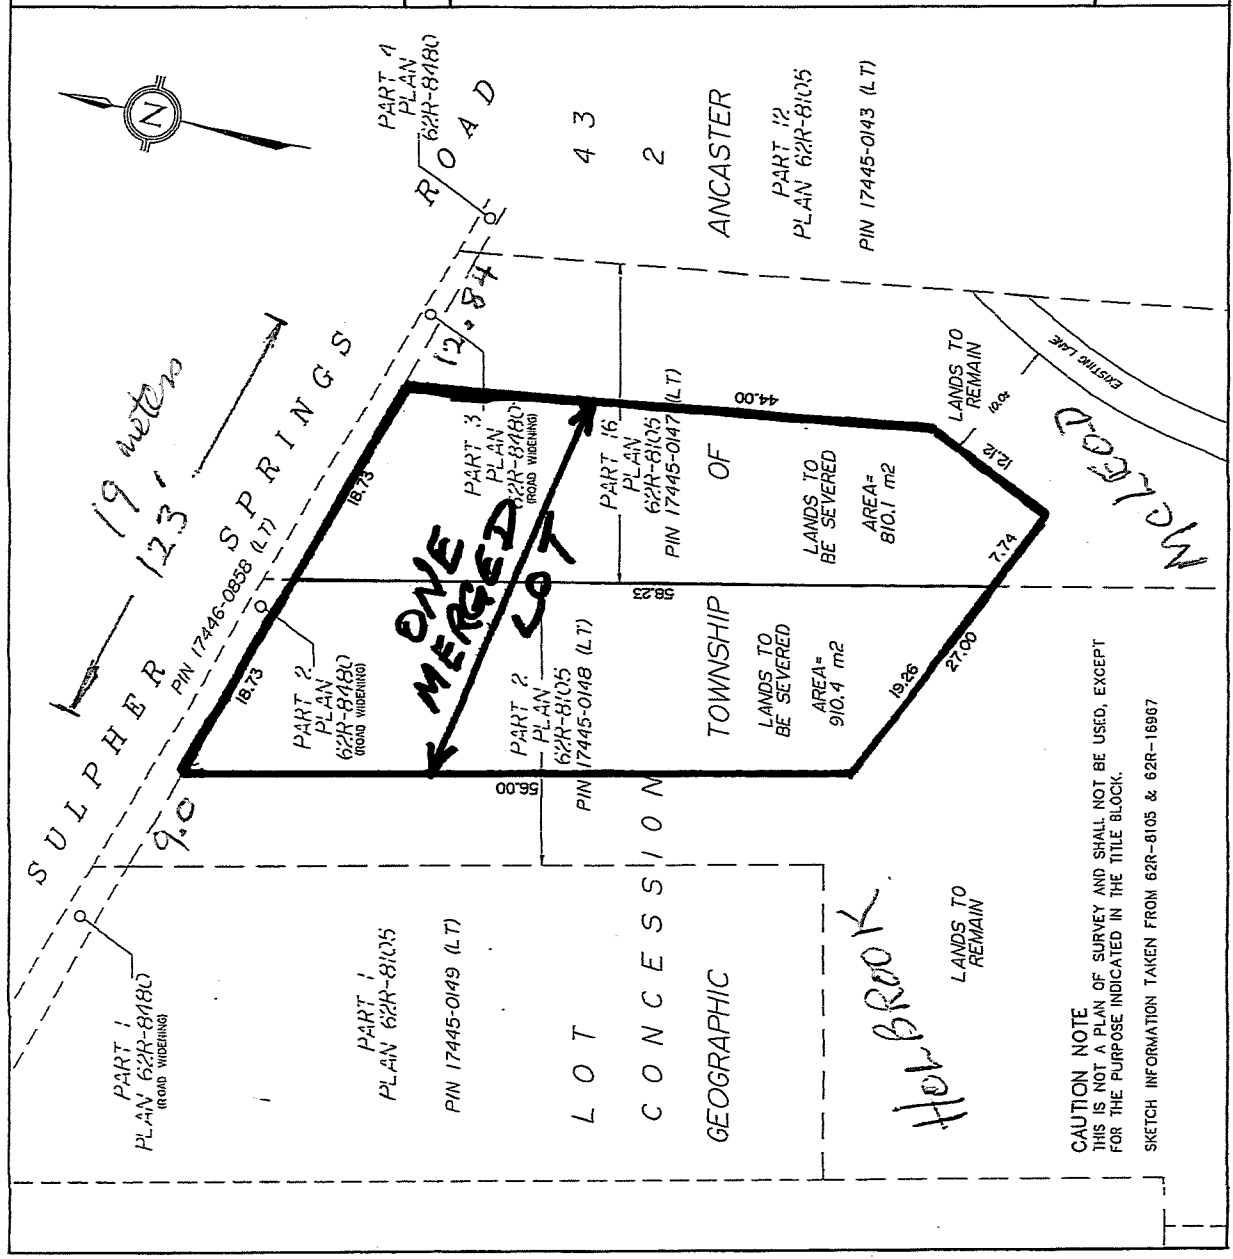 N
PART 4
PLAN
62R-8480
ROAD
SULPHER SPRINGS
19 meters
123'
PIN 17446-0858 (LT)
18.73
18.73
9.0
12.84
PART 1
PLAN 62R-8480
(ROAD WIDENING)
PART 2
PLAN
62R-8480
(ROAD WIDENING)
PART 3
PLAN
62R-8480
(ROAD WIDENING)
ONE
MERGED
LOT
PART 1
PLAN 62R-8105
PIN 17445-0149 (LT)
PART 2
PLAN
62R-8105
PIN 17445-0148 (LT)
PART 16
PLAN
62R-8105
PIN 17445-0147 (LT)
PART 12
PLAN 62R-8105
PIN 17445-0143 (LT)
56.00
58.23
44.00
LOT 43
CONCESSION 2
GEOGRAPHIC TOWNSHIP OF ANCASTER
LANDS TO
BE SEVERED
AREA=
910.4 m2
LANDS TO
BE SEVERED
AREA=
810.1 m2
19.26
27.00
7.74
12.12
LANDS TO
REMAIN
EXISTING LANE
McLEOD
HOLBROOK
LANDS TO
REMAIN
CAUTION NOTE
THIS IS NOT A PLAN OF SURVEY AND SHALL NOT BE USED, EXCEPT
FOR THE PURPOSE INDICATED IN THE TITLE BLOCK.
SKETCH INFORMATION TAKEN FROM 62R-8105 & 62R-16967